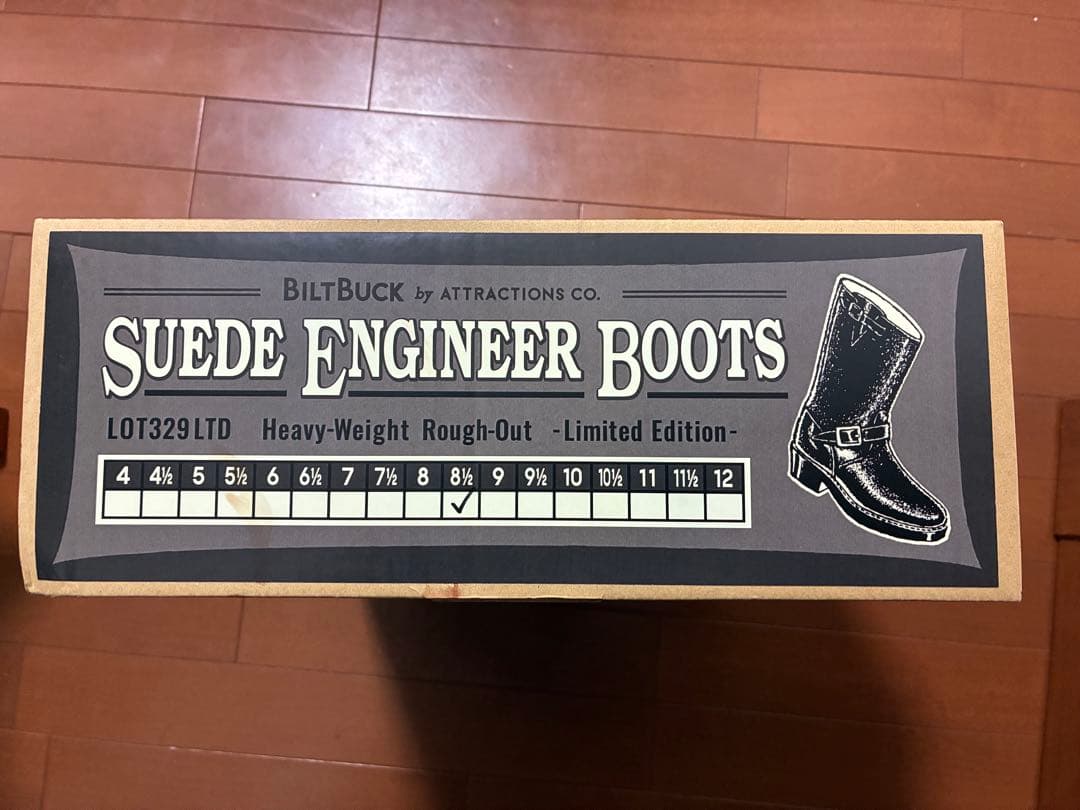 BILTBUCK by ATTRACTIONS CO.
SUEDE ENGINEER BOOTS
LOT329LTD Heavy-Weight Rough-Out -Limited Edition-
4 4½ 5 5½ 6 6½ 7 7½ 8 8½ 9 9½ 10 10½ 11 11½ 12
✓